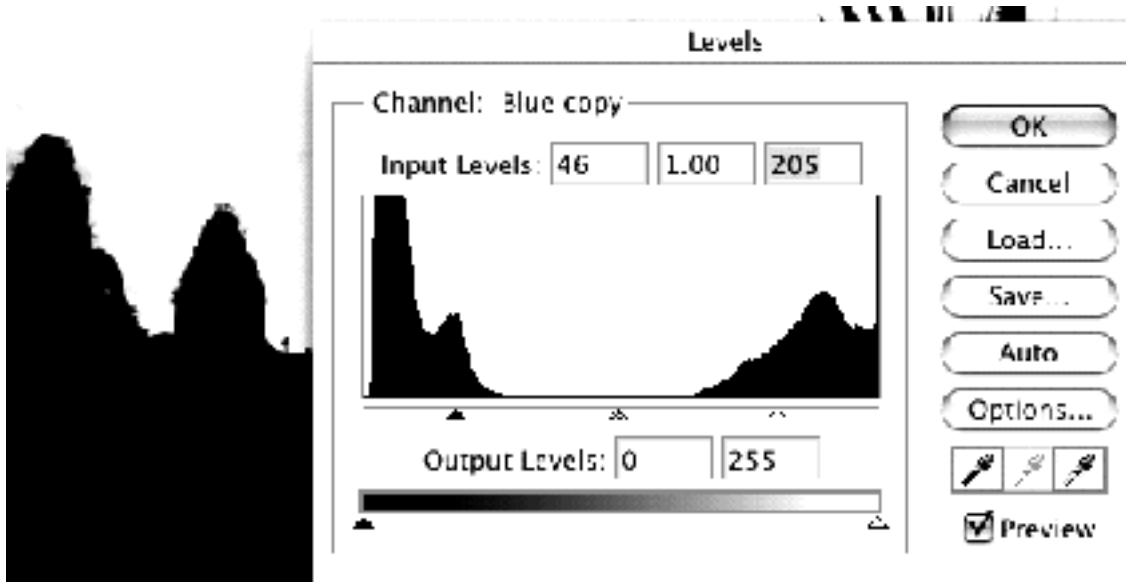 Levels
Channel: Blue copy
Input Levels: 46 1.00 205
Output Levels: 0 255
OK
Cancel
Load...
Save...
Auto
Options...
Preview